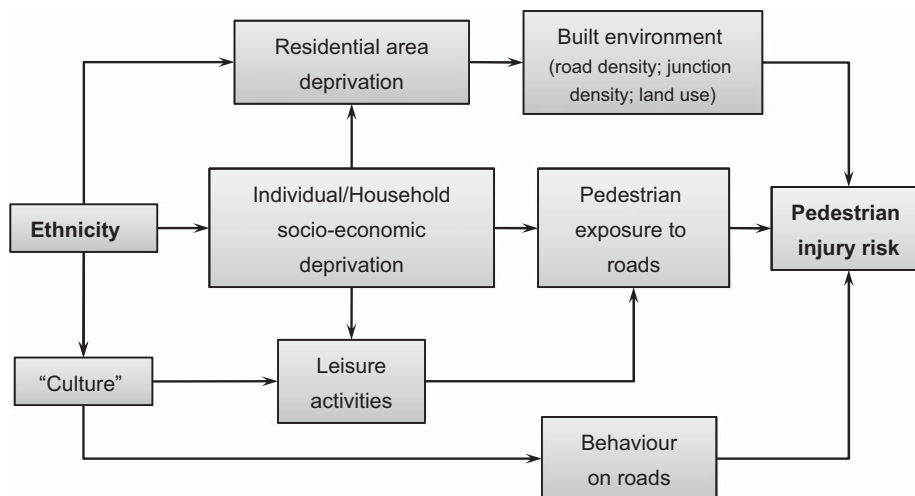 Residential area
deprivation
Built environment
(road density; junction
density; land use)
Ethnicity
Individual/Household
socio-economic
deprivation
Pedestrian
exposure to
roads
Pedestrian
injury risk
“Culture”
Leisure
activities
Behaviour
on roads